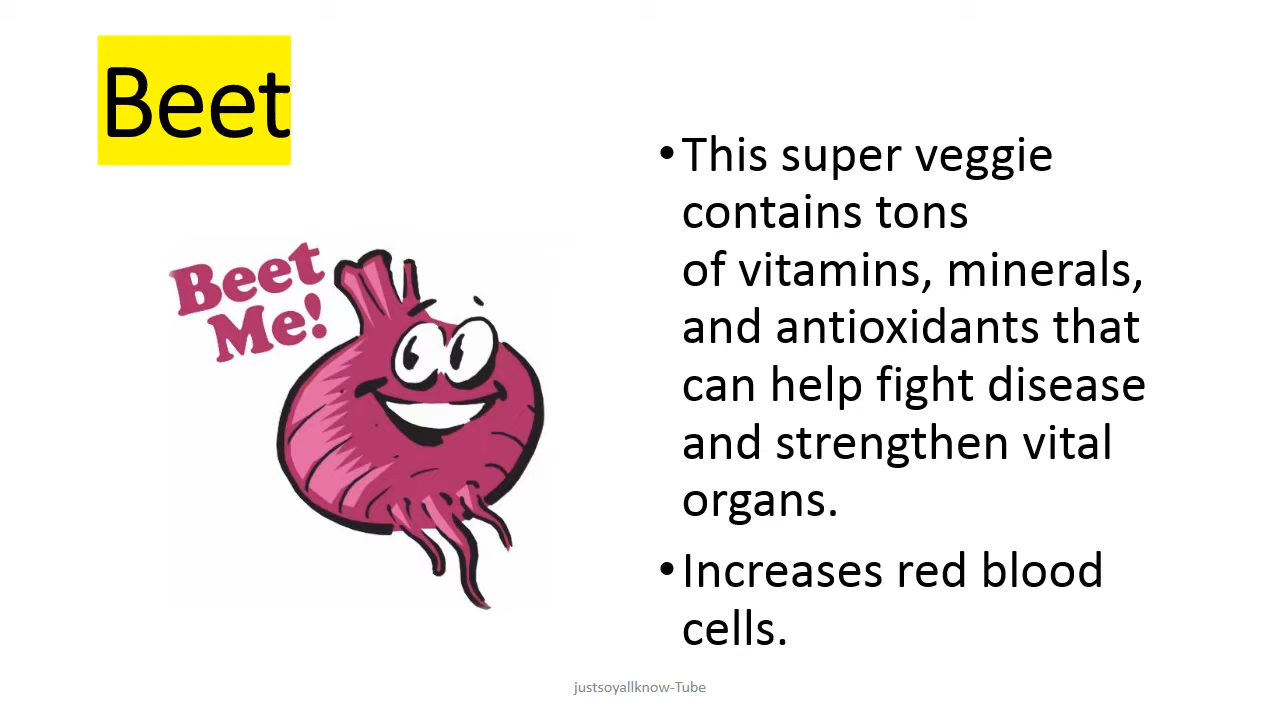 Beet
Beet
Me!
•This super veggie
contains tons
of vitamins, minerals,
and antioxidants that
can help fight disease
and strengthen vital
organs.
•Increases red blood
cells.
justsoyallknow-Tube